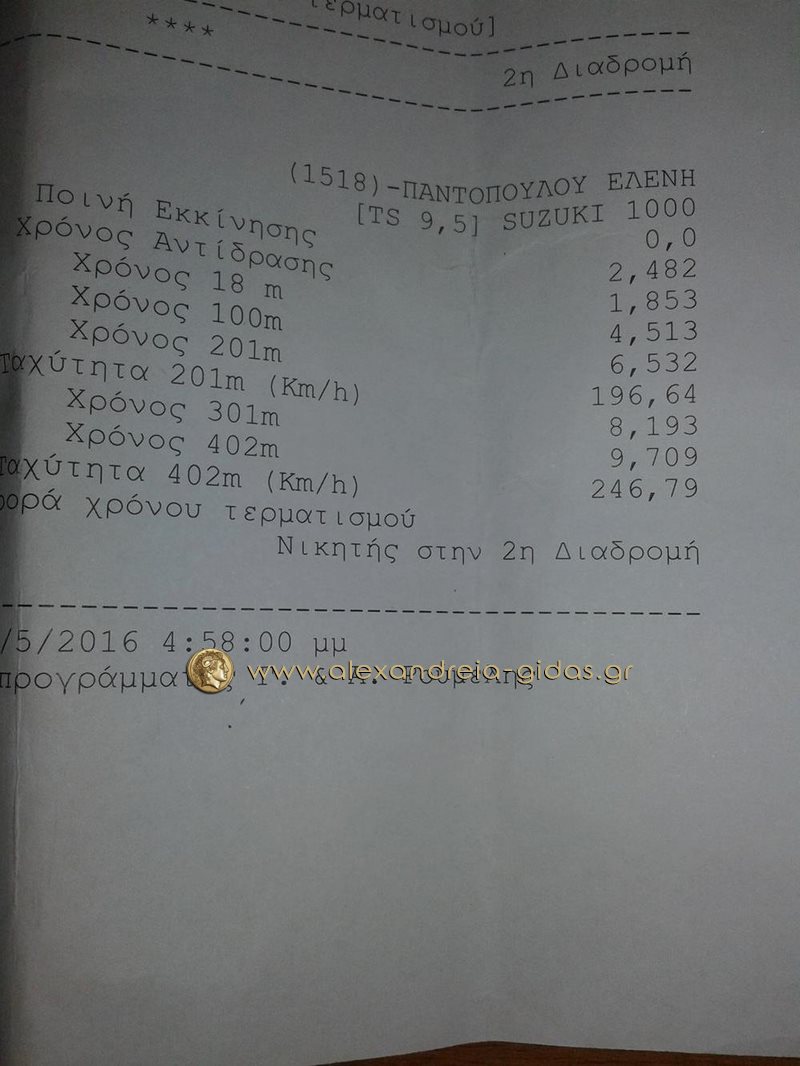 τερματισμού]
****
2η Διαδρομή
(1518)-ΠΑΝΤΟΠΟΥΛΟΥ ΕΛΕΝΗ
[TS 9,5] SUZUKI 1000
Ποινή Εκκίνησης 0,0
Χρόνος Αντίδρασης 2,482
Χρόνος 18 m 1,853
Χρόνος 100m 4,513
Χρόνος 201m 6,532
Ταχύτητα 201m (Km/h) 196,64
Χρόνος 301m 8,193
Χρόνος 402m 9,709
Ταχύτητα 402m (Km/h) 246,79
φορά χρόνου τερματισμού
Νικητής στην 2η Διαδρομή
/5/2016 4:58:00 μμ
www.alexandreia-gidas.gr